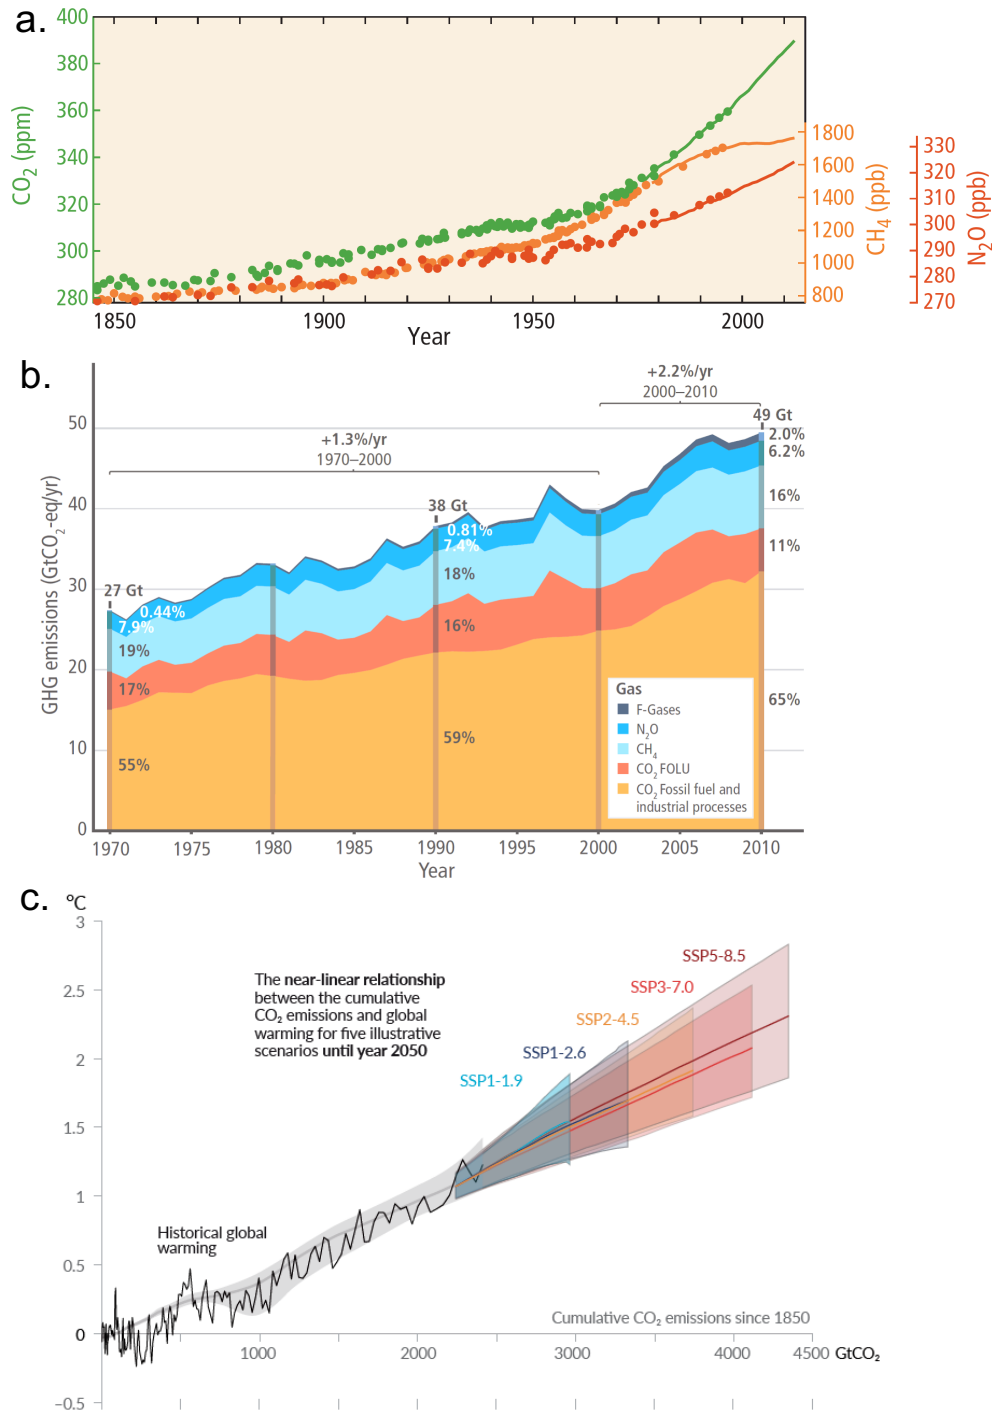 a.
400
380
360
340
320
300
280
CO₂ (ppm)
1800
1600
1400
1200
1000
800
CH₄ (ppb)
330
320
310
300
290
280
270
N₂O (ppb)
1850
1900
1950
2000
Year
b.
+2.2%/yr
2000–2010
49 Gt
+1.3%/yr
1970–2000
38 Gt
27 Gt
50
40
30
20
10
0
GHG emissions (GtCO₂-eq/yr)
0.44%
7.9%
19%
17%
55%
0.81%
7.4%
18%
16%
59%
2.0%
6.2%
16%
11%
65%
Gas
F-Gases
N₂O
CH₄
CO₂ FOLU
CO₂ Fossil fuel and
industrial processes
1970
1975
1980
1985
1990
1995
2000
2005
2010
Year
c.
°C
3
2.5
2
1.5
1
0.5
0
−0.5
The near-linear relationship
between the cumulative
CO₂ emissions and global
warming for five illustrative
scenarios until year 2050
SSP5-8.5
SSP3-7.0
SSP2-4.5
SSP1-2.6
SSP1-1.9
Historical global
warming
Cumulative CO₂ emissions since 1850
1000
2000
3000
4000
4500
GtCO₂